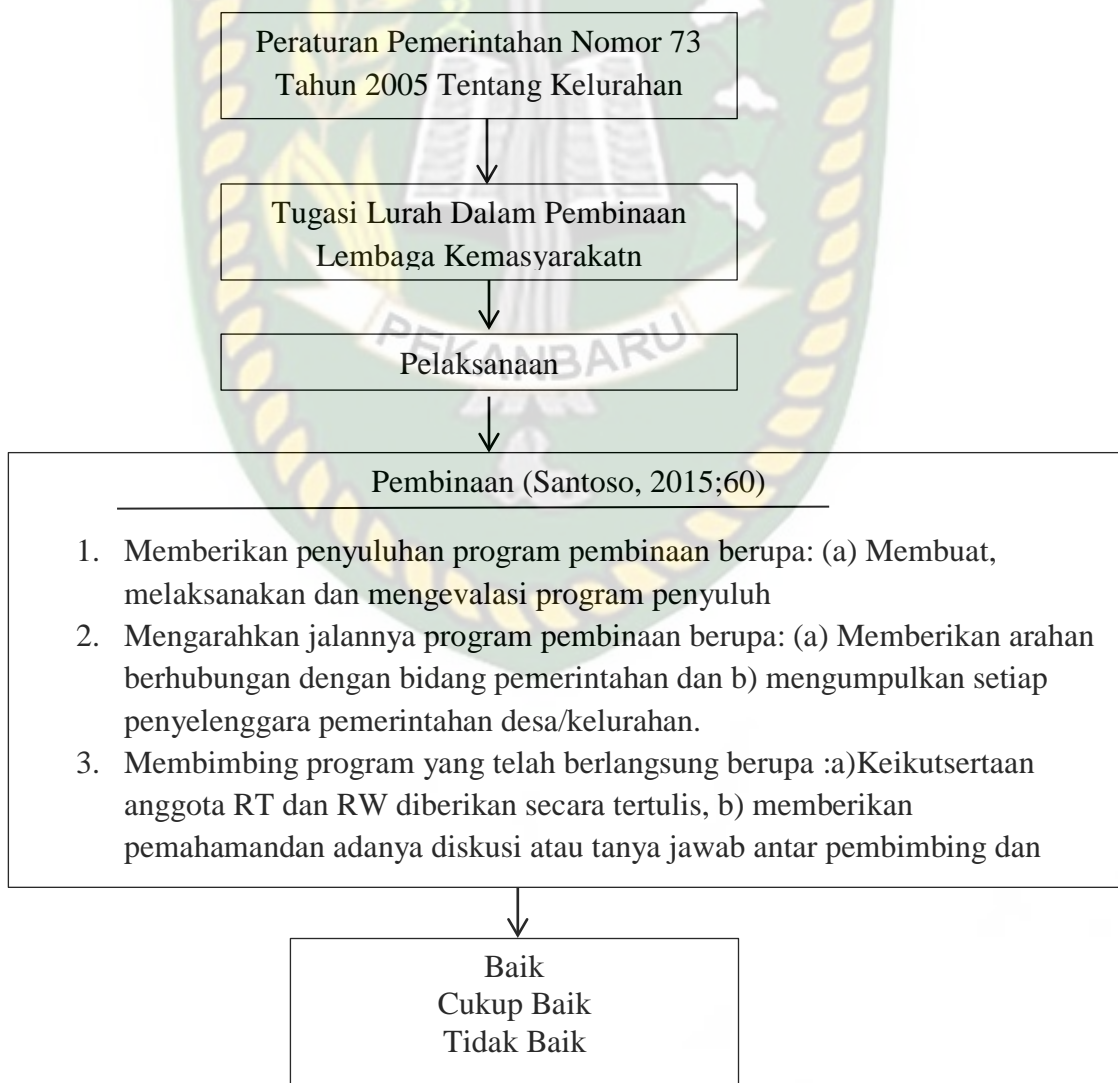 Peraturan Pemerintahan Nomor 73
Tahun 2005 Tentang Kelurahan
Tugasi Lurah Dalam Pembinaan
Lembaga Kemasyarakatn
PEKANBARU
Pelaksanaan
Pembinaan (Santoso, 2015;60)
1. Memberikan penyuluhan program pembinaan berupa: (a) Membuat,
melaksanakan dan mengevalasi program penyuluh
2. Mengarahkan jalannya program pembinaan berupa: (a) Memberikan arahan
berhubungan dengan bidang pemerintahan dan b) mengumpulkan setiap
penyelenggara pemerintahan desa/kelurahan.
3. Membimbing program yang telah berlangsung berupa :a)Keikutsertaan
anggota RT dan RW diberikan secara tertulis, b) memberikan
pemahamandan adanya diskusi atau tanya jawab antar pembimbing dan
Baik
Cukup Baik
Tidak Baik